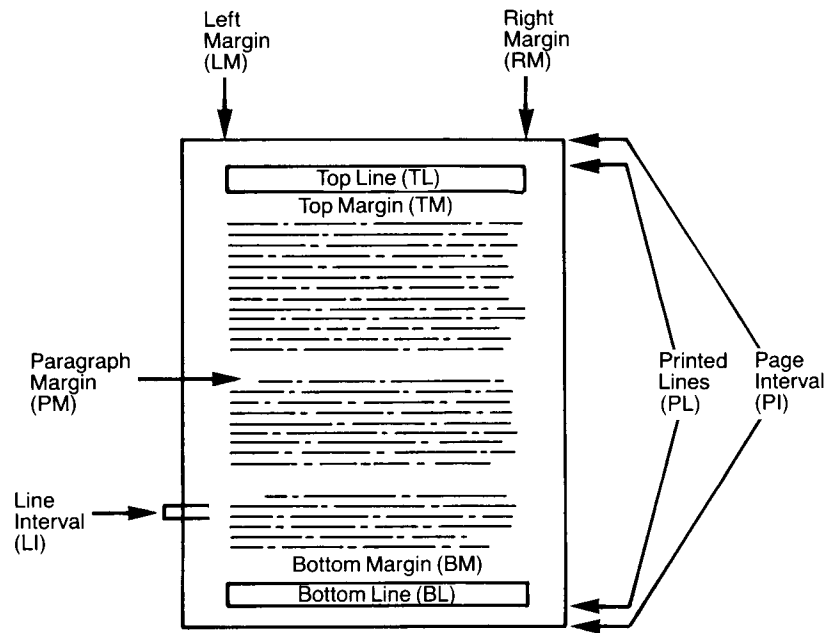 Left
Margin
(LM)
Right
Margin
(RM)
Top Line (TL)
Top Margin (TM)
Paragraph
Margin
(PM)
Printed
Lines
(PL)
Page
Interval
(PI)
Line
Interval
(LI)
Bottom Margin (BM)
Bottom Line (BL)